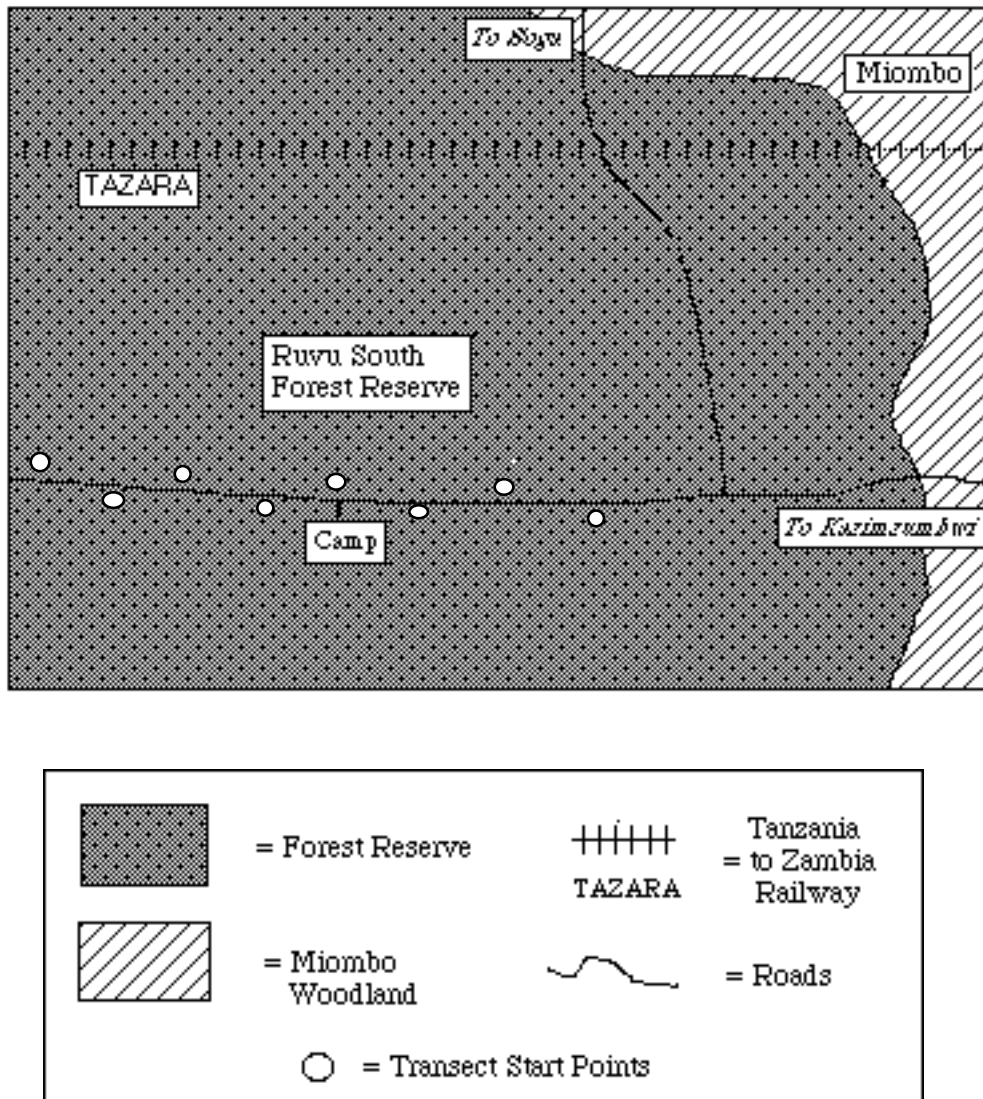 To Soga
Miombo
TAZARA
Ruvu South
Forest Reserve
Camp
To Kazimzumbwi
= Forest Reserve
TAZARA
Tanzania
= to Zambia
Railway
= Miombo
Woodland
= Roads
= Transect Start Points